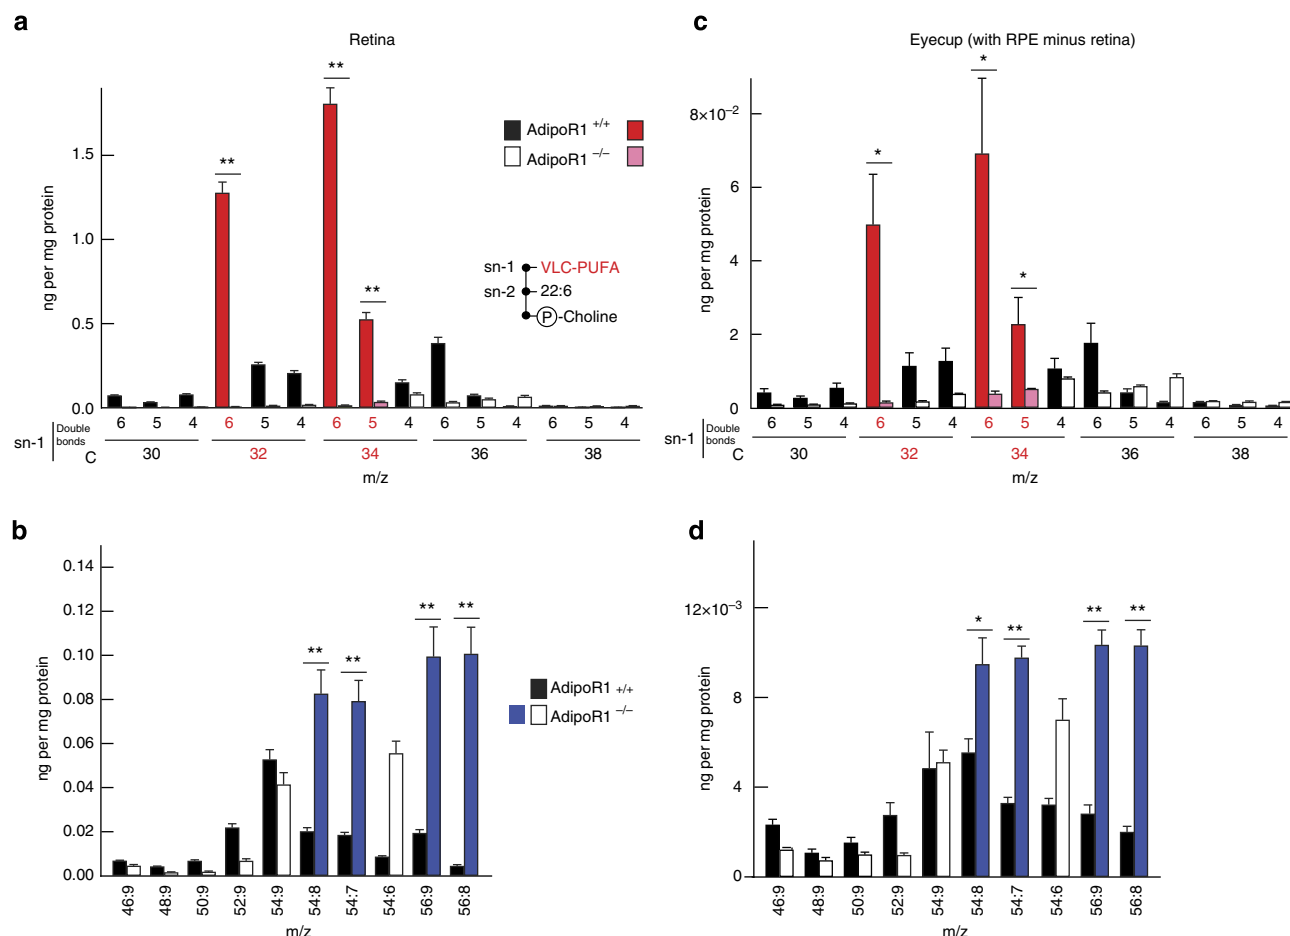 a
Retina
**
**
**
1.5
1.0
0.5
0.0
ng per mg protein
AdipoR1 +/+
AdipoR1 –/–
sn-1 VLC-PUFA
sn-2 22:6
P-Choline
sn-1
Double bonds
6 5 4 6 5 4 6 5 4 6 5 4 6 5 4
C 30 32 34 36 38
m/z
c
Eyecup (with RPE minus retina)
*
*
*
8×10–2
6
4
2
0
ng per mg protein
sn-1
Double bonds
6 5 4 6 5 4 6 5 4 6 5 4 6 5 4
C 30 32 34 36 38
m/z
b
0.14
0.12
0.10
0.08
0.06
0.04
0.02
0.00
ng per mg protein
** ** ** **
AdipoR1 +/+
AdipoR1 –/–
46:9 48:9 50:9 52:9 54:9 54:8 54:7 54:6 56:9 56:8
m/z
d
12×10–3
8
4
0
ng per mg protein
* ** ** **
46:9 48:9 50:9 52:9 54:9 54:8 54:7 54:6 56:9 56:8
m/z